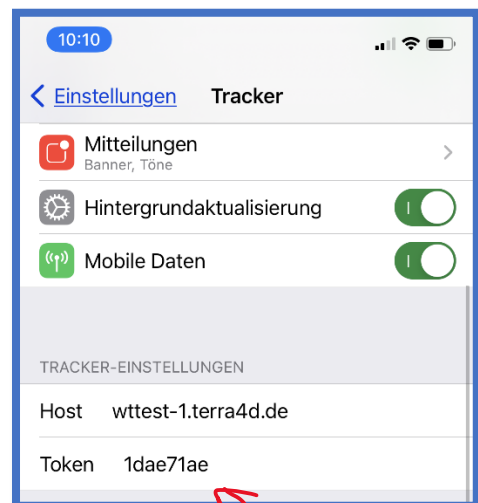 10:10
Einstellungen Tracker
Mitteilungen
Banner, Töne
Hintergrundaktualisierung
Mobile Daten
TRACKER-EINSTELLUNGEN
Host wttest-1.terra4d.de
Token 1dae71ae